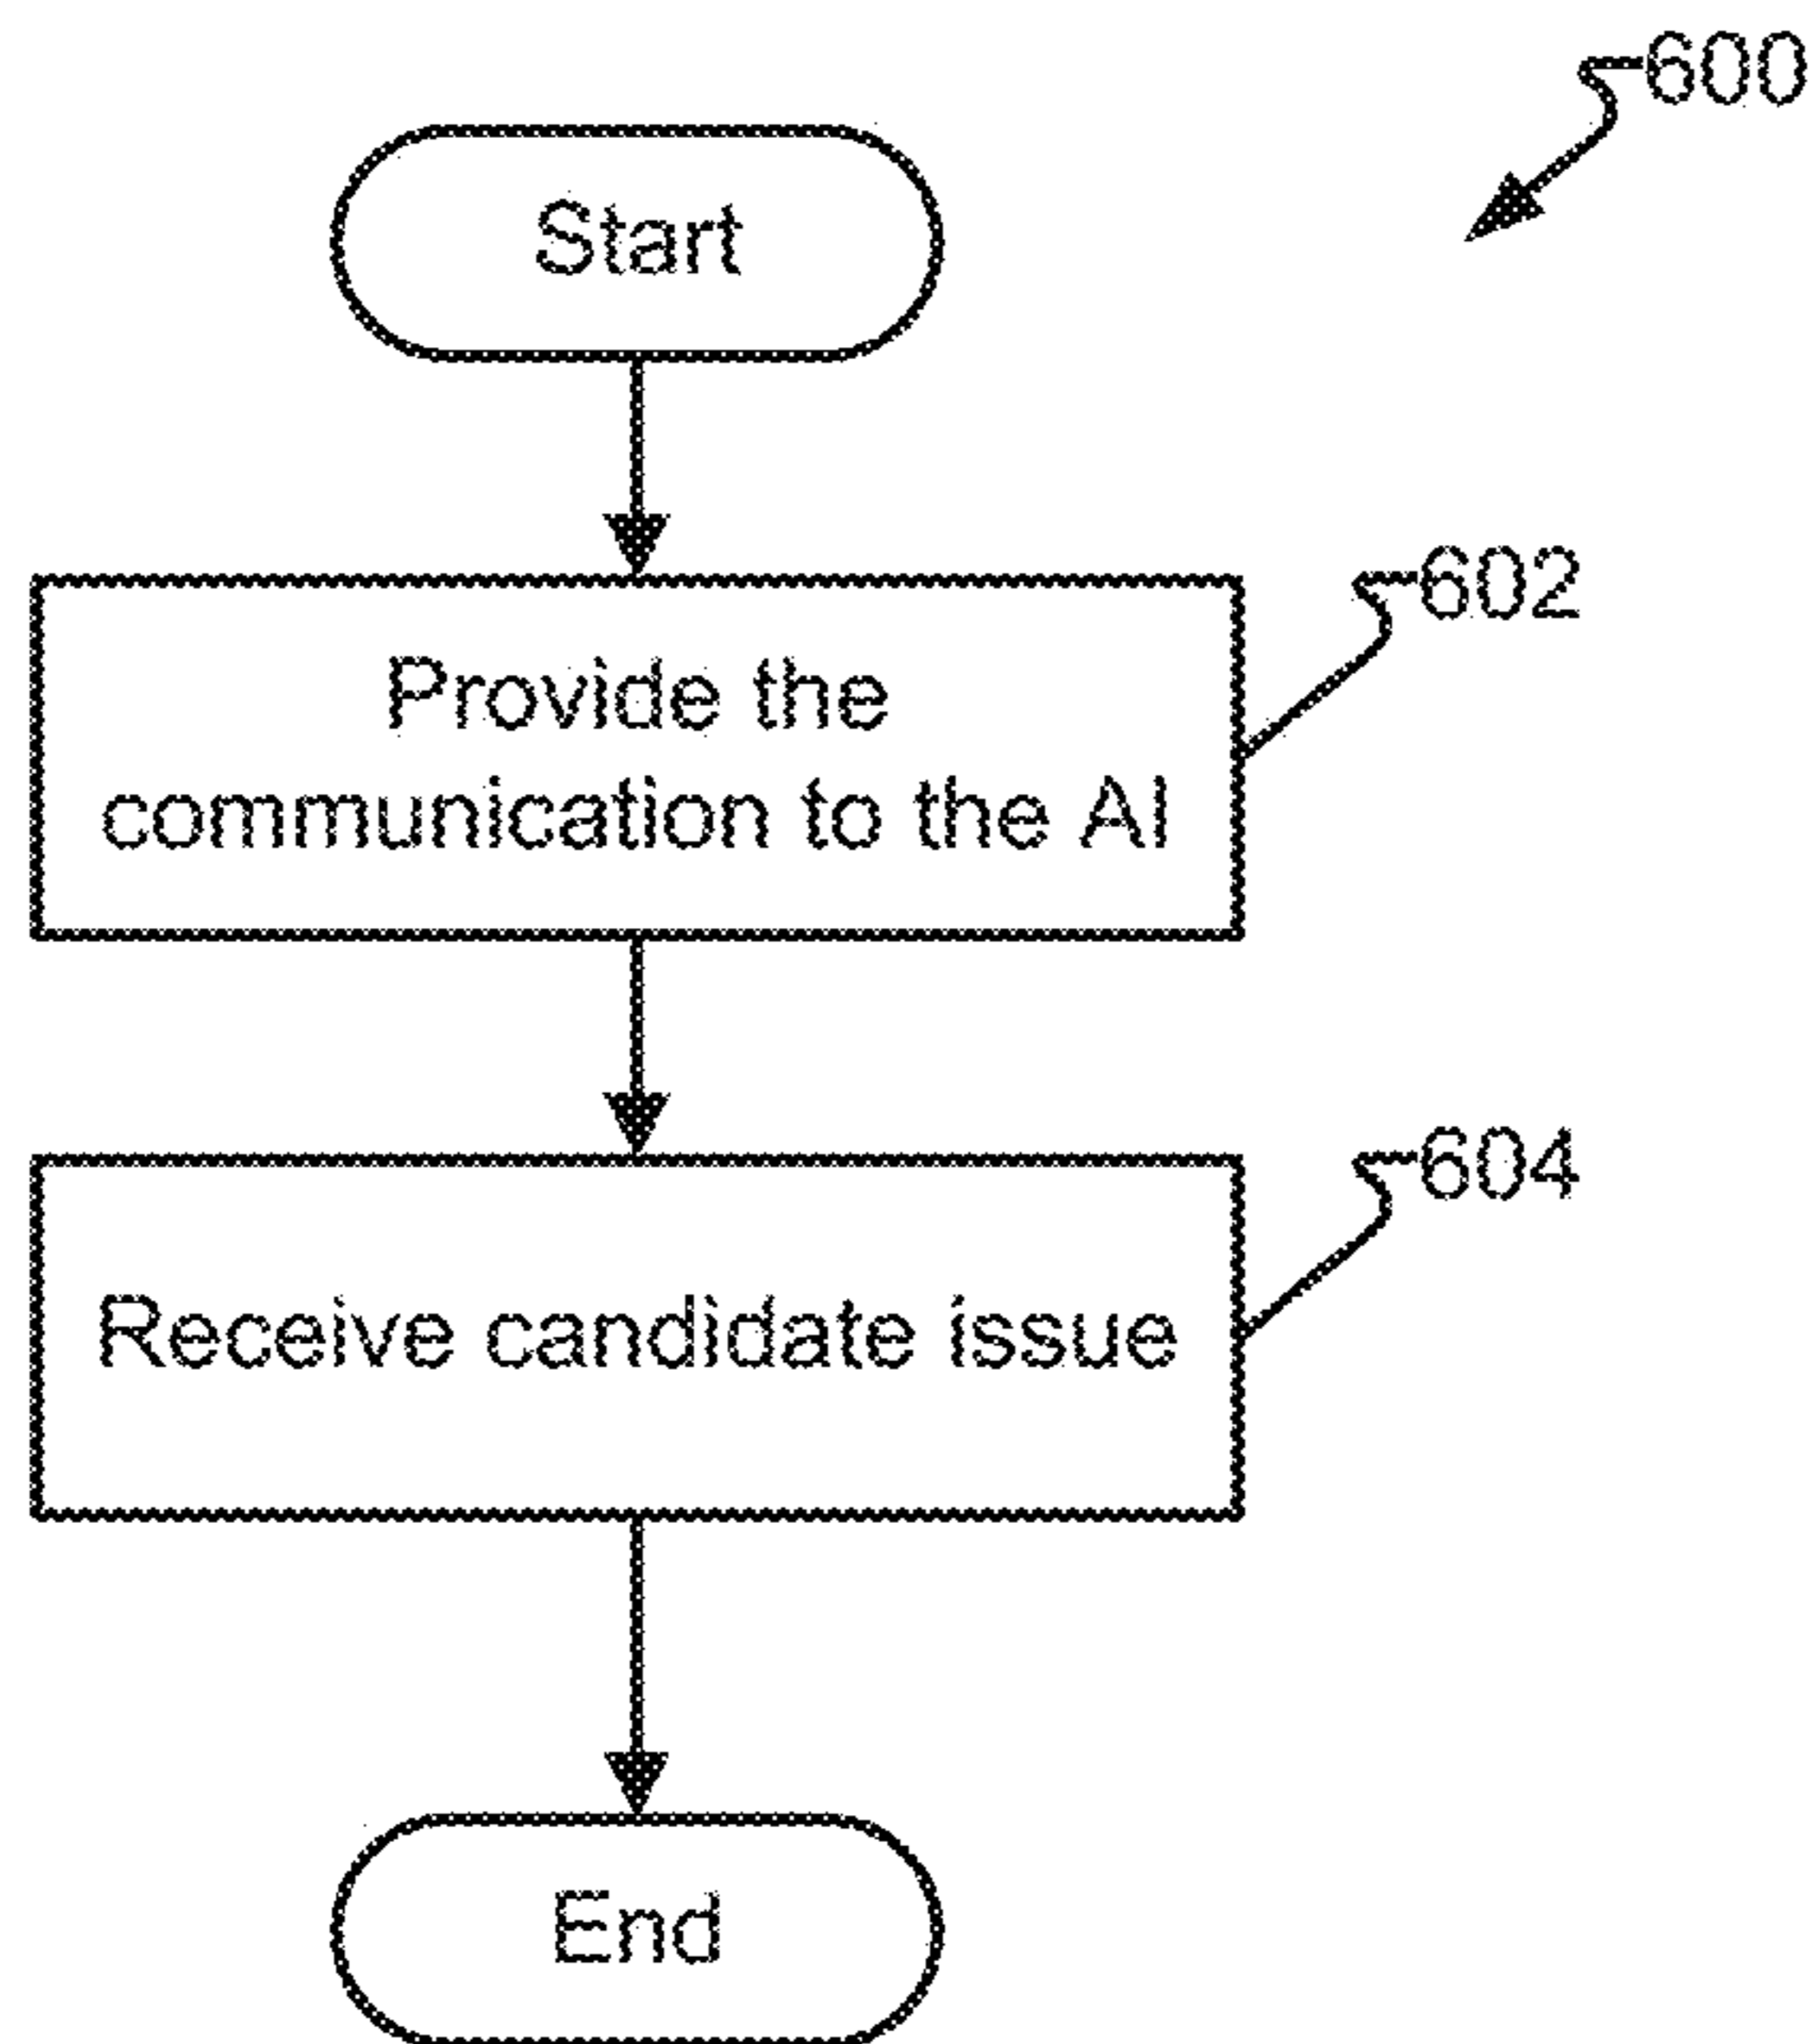 600
Start
602
Provide the
communication to the AI
604
Receive candidate issue
End